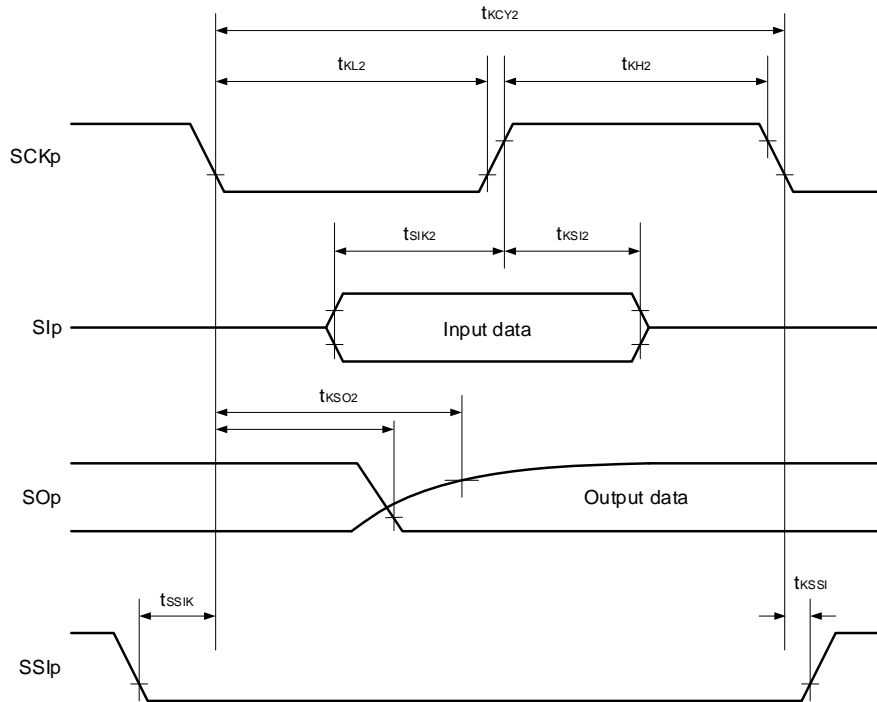 tKCY2
tKL2
tKH2
SCKp
tSIK2
tKSI2
SIp
Input data
tKSO2
SOp
Output data
tSSIK
tKSSI
SSIp